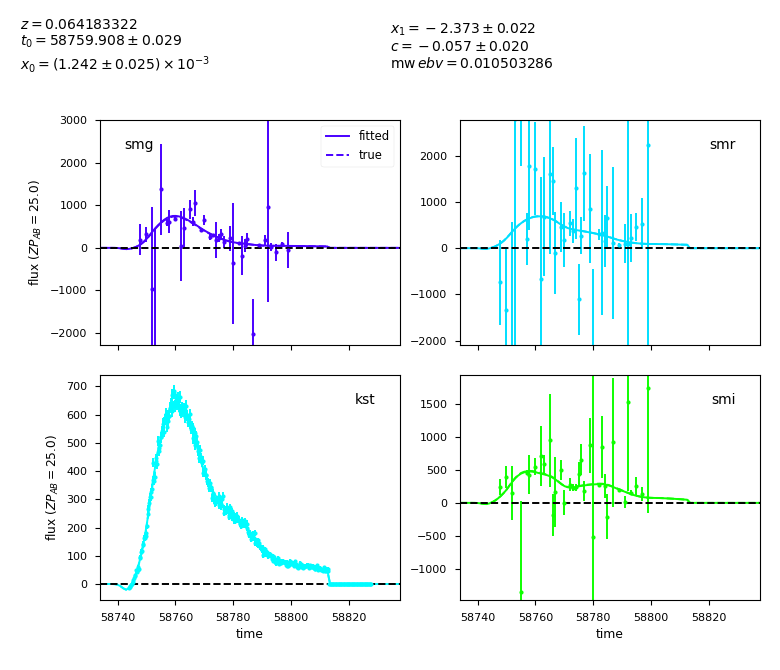 z = 0.064183322
t₀ = 58759.908 ± 0.029
x₀ = (1.242 ± 0.025) × 10⁻³
x₁ = − 2.373 ± 0.022
c = − 0.057 ± 0.020
mw ebv = 0.010503286
3000
2000
1000
0
−1000
−2000
flux (ZP_AB = 25.0)
smg
fitted
true
2000
1000
0
−1000
−2000
smr
700
600
500
400
300
200
100
0
flux (ZP_AB = 25.0)
kst
58740 58760 58780 58800 58820
time
1500
1000
500
0
−500
−1000
smi
58740 58760 58780 58800 58820
time